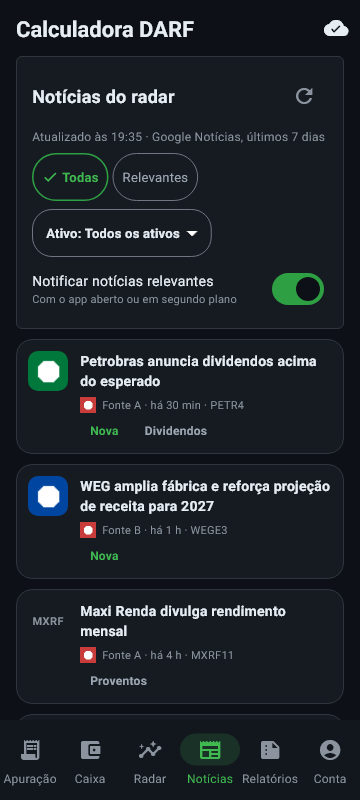 Calculadora DARF
Notícias do radar
Atualizado às 19:35 · Google Notícias, últimos 7 dias
Todas
Relevantes
Ativo: Todos os ativos
Notificar notícias relevantes
Com o app aberto ou em segundo plano
Petrobras anuncia dividendos acima
do esperado
Fonte A · há 30 min · PETR4
Nova
Dividendos
WEG amplia fábrica e reforça projeção
de receita para 2027
Fonte B · há 1 h · WEGE3
Nova
MXRF
Maxi Renda divulga rendimento
mensal
Fonte A · há 4 h · MXRF11
Proventos
Apuração
Caixa
Radar
Notícias
Relatórios
Conta